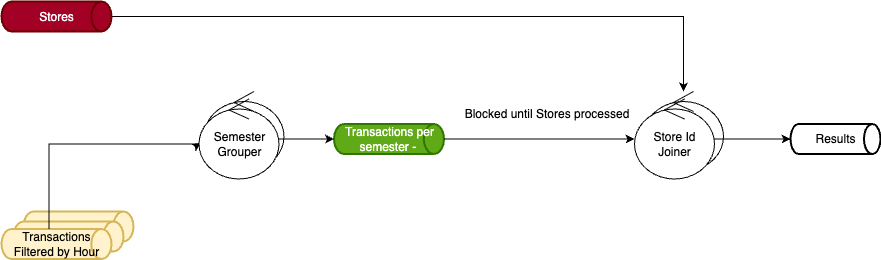 Stores
Blocked until Stores processed
Semester
Grouper
Transactions per
semester -
Store Id
Joiner
Results
Transactions
Filtered by Hour